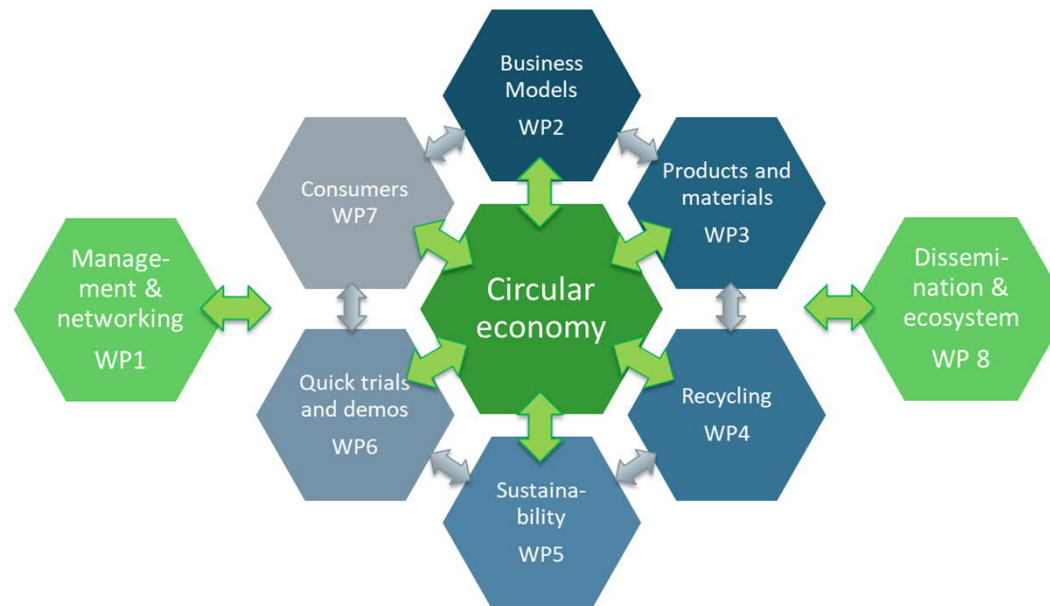 Business
Models
WP2
Products and
materials
WP3
Consumers
WP7
Manage-
ment &
networking
WP1
Circular
economy
Dissemi-
nation &
ecosystem
WP 8
Quick trials
and demos
WP6
Recycling
WP4
Sustaina-
bility
WP5